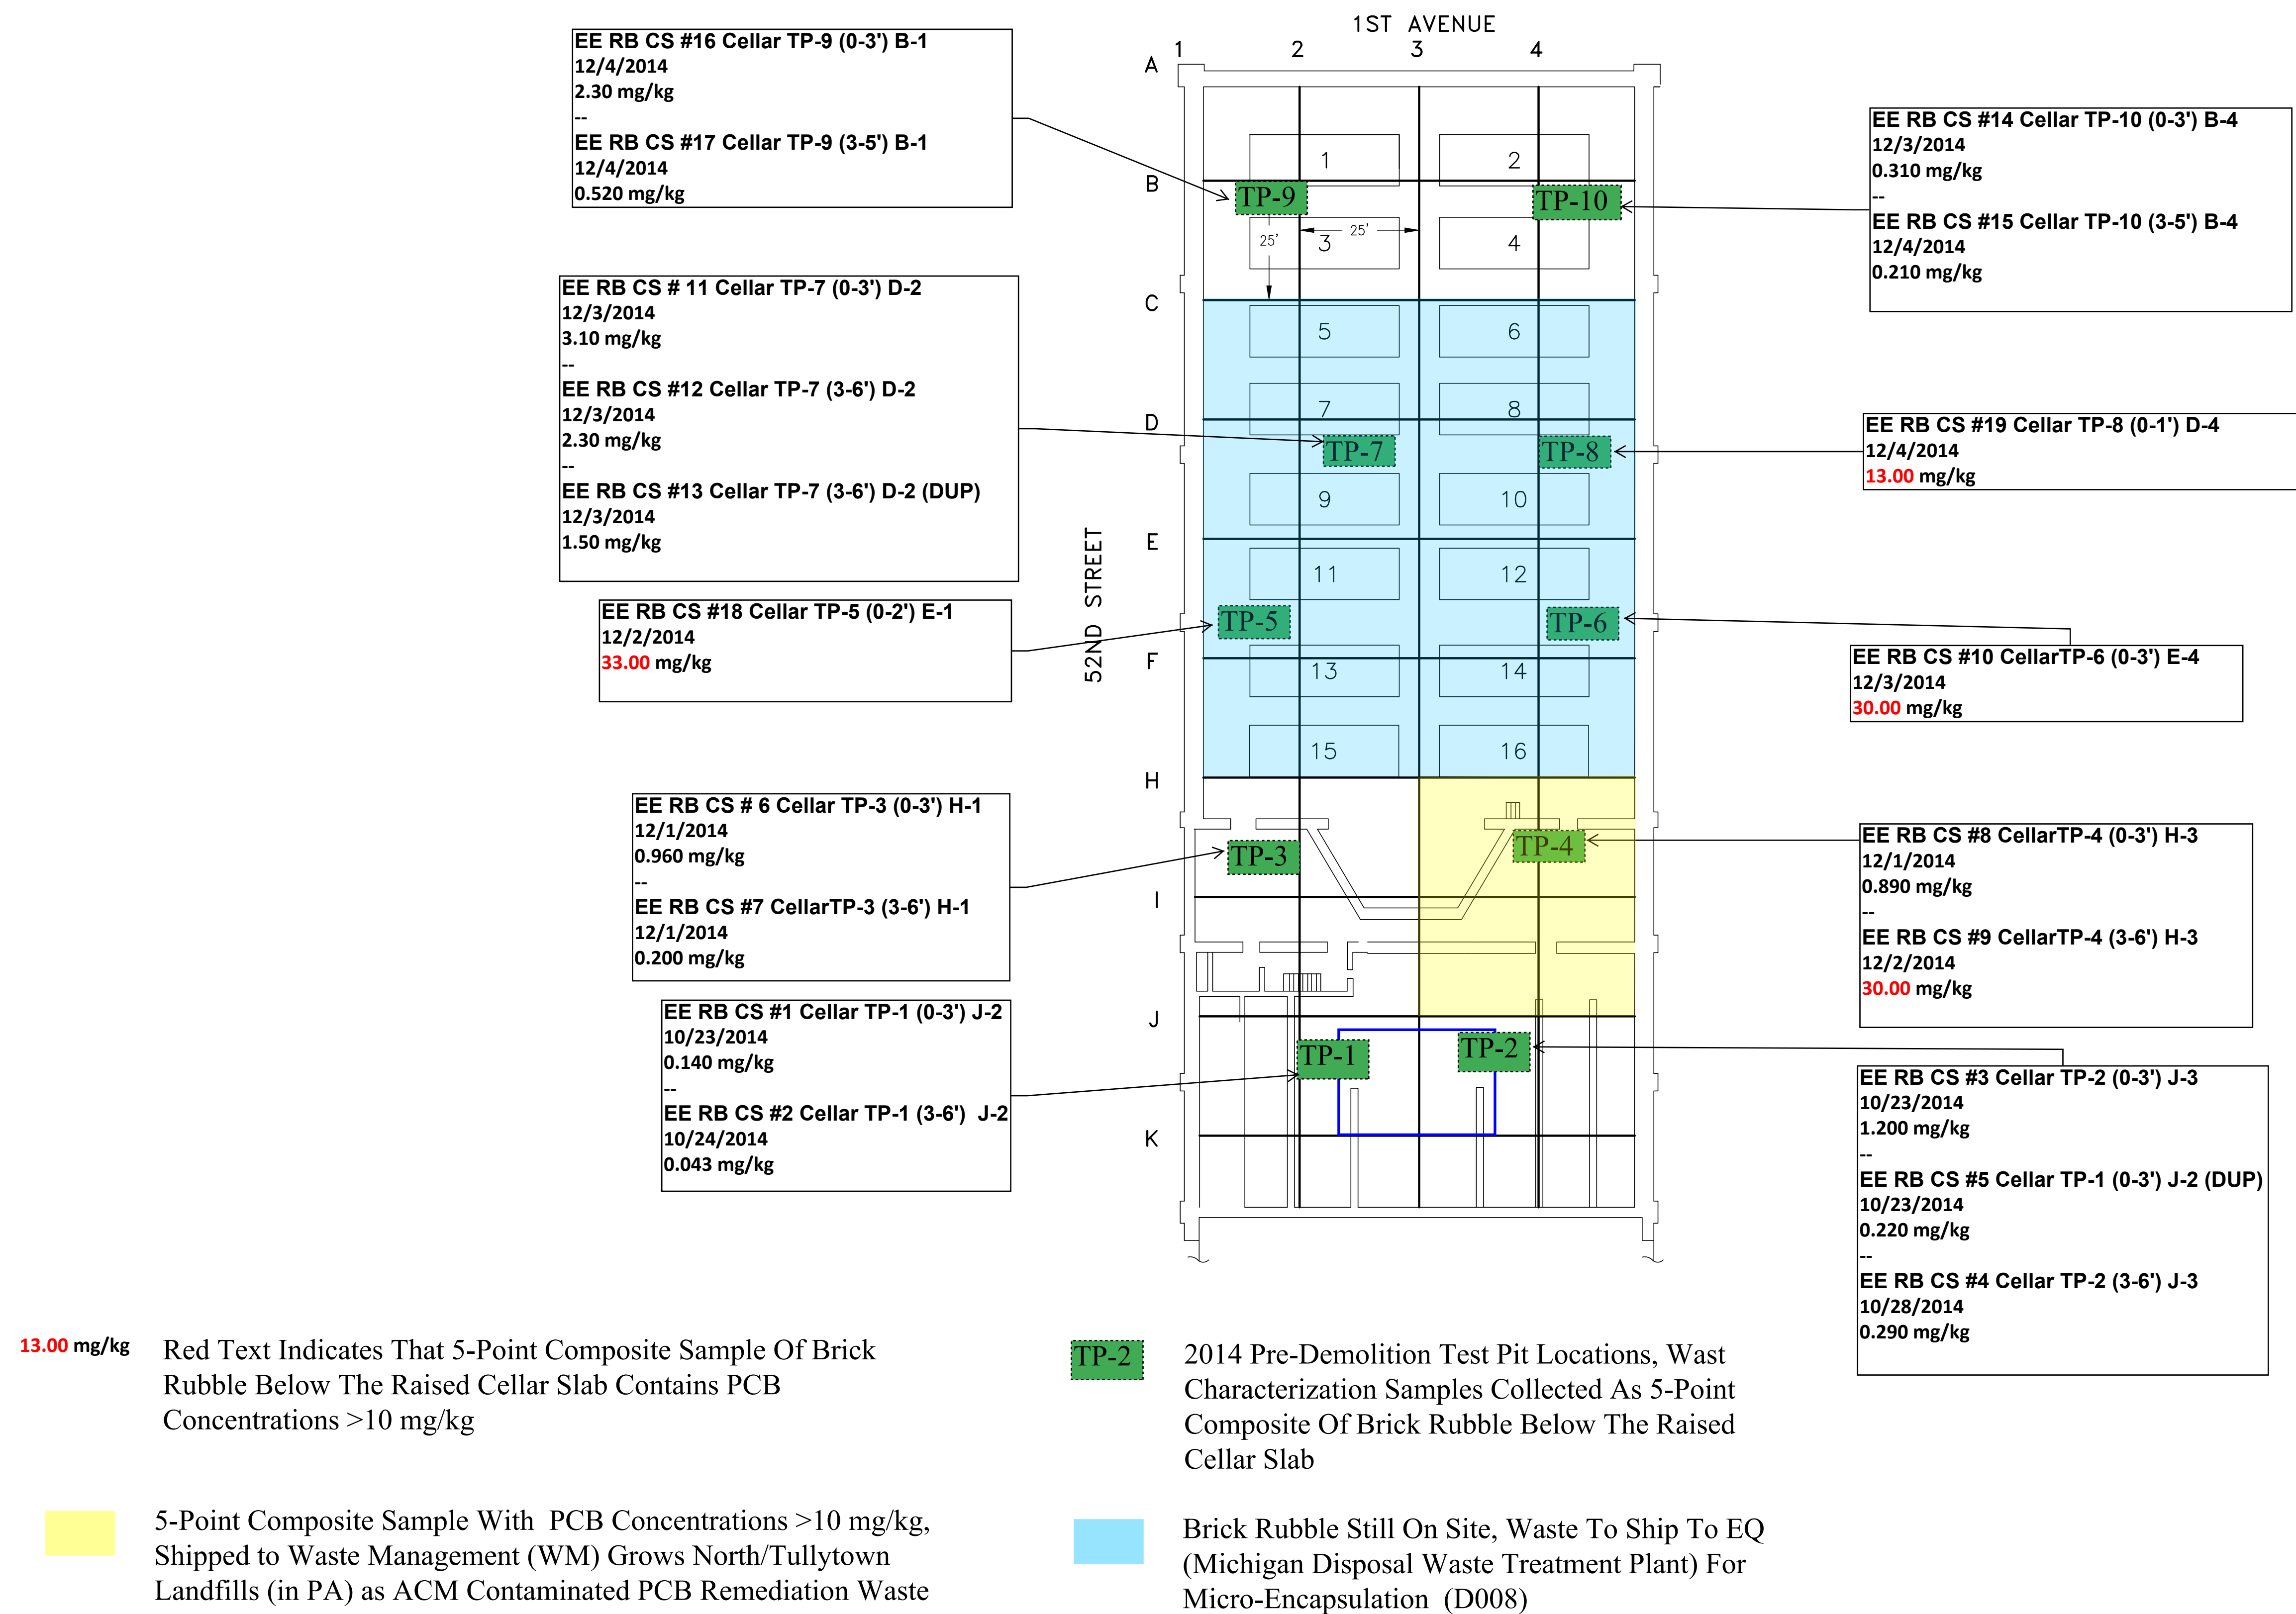 1ST AVENUE
1
2
3
4
A
B
C
D
E
F
H
I
J
K
52ND STREET
EE RB CS #16 Cellar TP-9 (0-3') B-1
12/4/2014
2.30 mg/kg
--
EE RB CS #17 Cellar TP-9 (3-5') B-1
12/4/2014
0.520 mg/kg
EE RB CS #14 Cellar TP-10 (0-3') B-4
12/3/2014
0.310 mg/kg
--
EE RB CS #15 Cellar TP-10 (3-5') B-4
12/4/2014
0.210 mg/kg
EE RB CS # 11 Cellar TP-7 (0-3') D-2
12/3/2014
3.10 mg/kg
--
EE RB CS #12 Cellar TP-7 (3-6') D-2
12/3/2014
2.30 mg/kg
--
EE RB CS #13 Cellar TP-7 (3-6') D-2 (DUP)
12/3/2014
1.50 mg/kg
EE RB CS #19 Cellar TP-8 (0-1') D-4
12/4/2014
13.00 mg/kg
EE RB CS #18 Cellar TP-5 (0-2') E-1
12/2/2014
33.00 mg/kg
EE RB CS #10 CellarTP-6 (0-3') E-4
12/3/2014
30.00 mg/kg
EE RB CS # 6 Cellar TP-3 (0-3') H-1
12/1/2014
0.960 mg/kg
--
EE RB CS #7 CellarTP-3 (3-6') H-1
12/1/2014
0.200 mg/kg
EE RB CS #8 CellarTP-4 (0-3') H-3
12/1/2014
0.890 mg/kg
--
EE RB CS #9 CellarTP-4 (3-6') H-3
12/2/2014
30.00 mg/kg
EE RB CS #1 Cellar TP-1 (0-3') J-2
10/23/2014
0.140 mg/kg
--
EE RB CS #2 Cellar TP-1 (3-6') J-2
10/24/2014
0.043 mg/kg
EE RB CS #3 Cellar TP-2 (0-3') J-3
10/23/2014
1.200 mg/kg
--
EE RB CS #5 Cellar TP-1 (0-3') J-2 (DUP)
10/23/2014
0.220 mg/kg
--
EE RB CS #4 Cellar TP-2 (3-6') J-3
10/28/2014
0.290 mg/kg
1
2
TP-9
TP-10
25'
25'
3
4
5
6
7
8
TP-7
TP-8
9
10
11
12
TP-5
TP-6
13
14
15
16
TP-3
TP-4
TP-1
TP-2
13.00 mg/kg
Red Text Indicates That 5-Point Composite Sample Of Brick
Rubble Below The Raised Cellar Slab Contains PCB
Concentrations >10 mg/kg
TP-2
2014 Pre-Demolition Test Pit Locations, Wast
Characterization Samples Collected As 5-Point
Composite Of Brick Rubble Below The Raised
Cellar Slab
5-Point Composite Sample With PCB Concentrations >10 mg/kg,
Shipped to Waste Management (WM) Grows North/Tullytown
Landfills (in PA) as ACM Contaminated PCB Remediation Waste
Brick Rubble Still On Site, Waste To Ship To EQ
(Michigan Disposal Waste Treatment Plant) For
Micro-Encapsulation (D008)